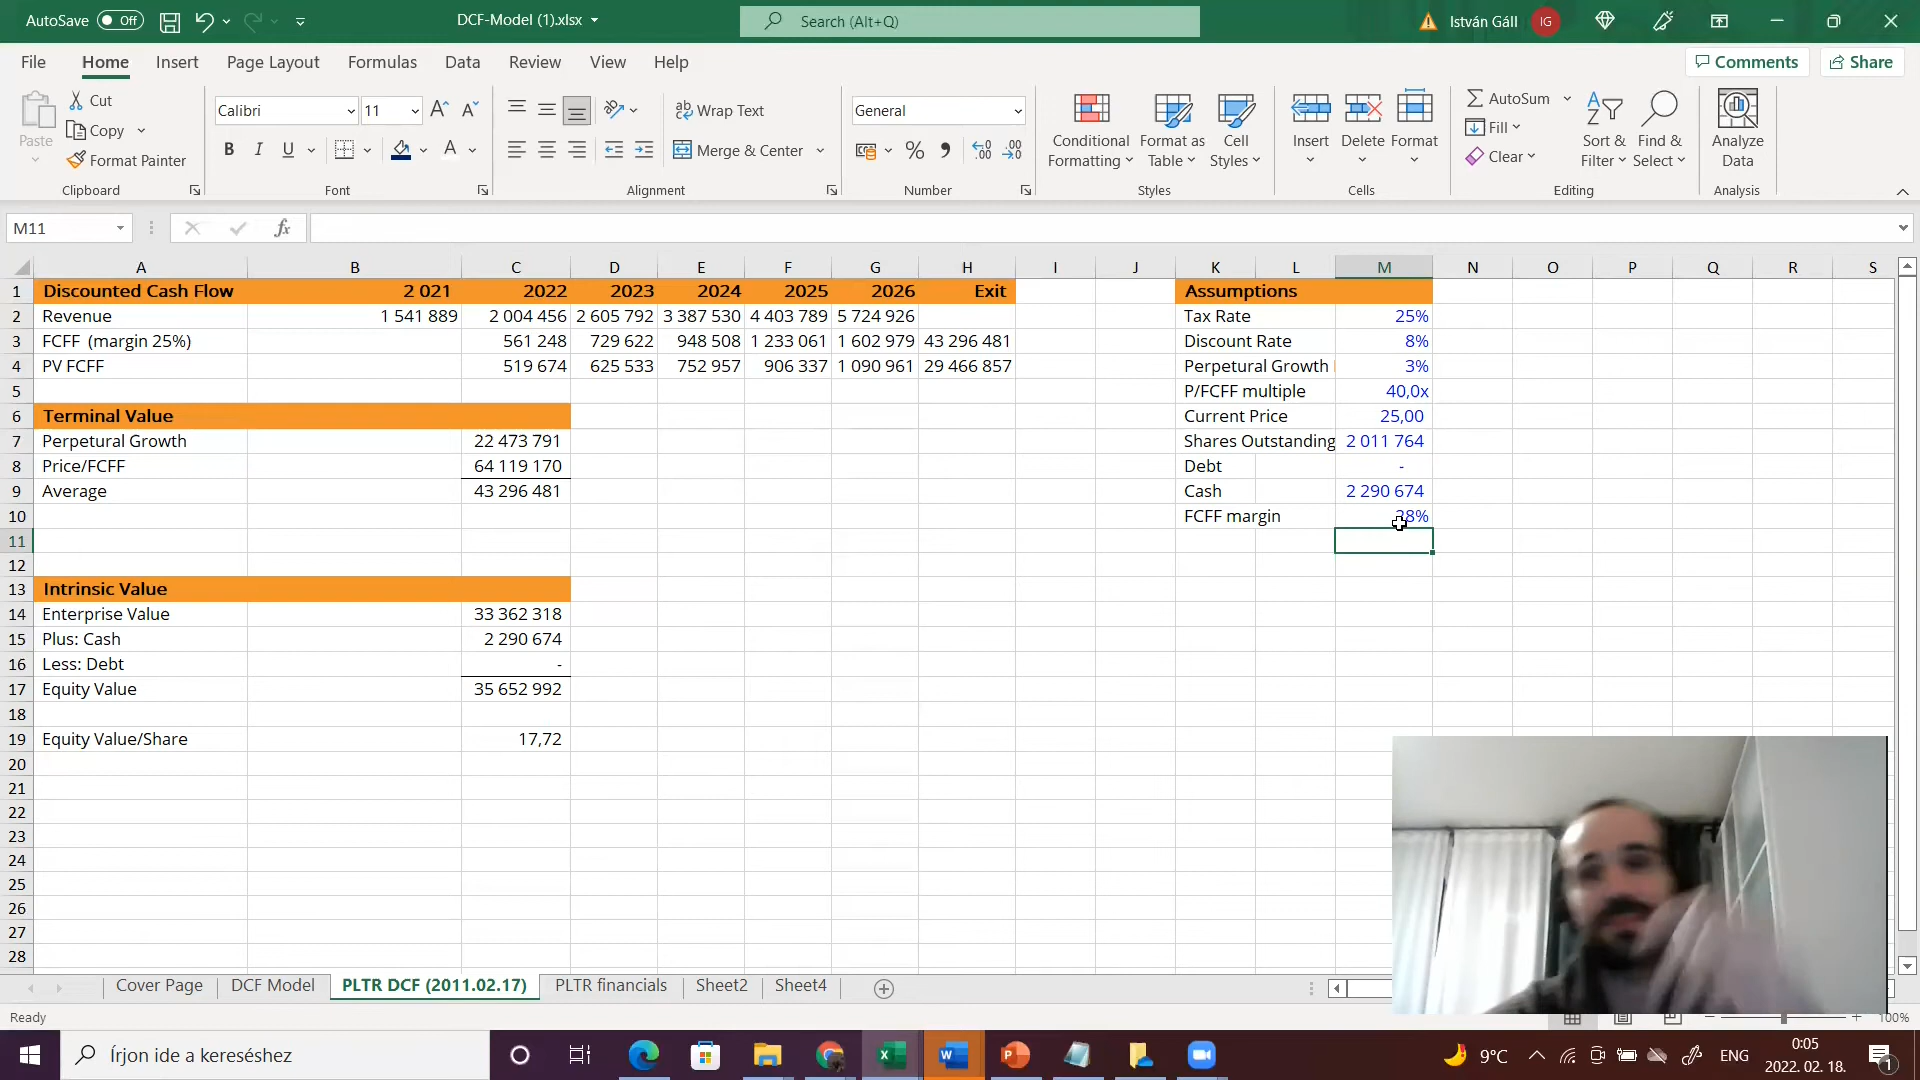 AutoSave Off DCF-Model (1).xlsx Search (Alt+Q) István Gáll IG
File Home Insert Page Layout Formulas Data Review View Help Comments Share
Paste Cut Copy Format Painter Clipboard
Calibri 11 B I U A Font
Wrap Text Merge & Center Alignment
General % Number
Conditional Formatting Format as Table Cell Styles Styles
Insert Delete Format Cells
AutoSum Fill Clear Sort & Filter Find & Select Editing
Analyze Data Analysis
M11 fx
A B C D E F G H I J K L M N O P Q R S
1 Discounted Cash Flow 2 021 2022 2023 2024 2025 2026 Exit Assumptions
2 Revenue 1 541 889 2 004 456 2 605 792 3 387 530 4 403 789 5 724 926 Tax Rate 25%
3 FCFF (margin 25%) 561 248 729 622 948 508 1 233 061 1 602 979 43 296 481 Discount Rate 8%
4 PV FCFF 519 674 625 533 752 957 906 337 1 090 961 29 466 857 Perpetural Growth 3%
5 P/FCFF multiple 40,0x
6 Terminal Value Current Price 25,00
7 Perpetural Growth 22 473 791 Shares Outstanding 2 011 764
8 Price/FCFF 64 119 170 Debt -
9 Average 43 296 481 Cash 2 290 674
10 FCFF margin 28%
11
12
13 Intrinsic Value
14 Enterprise Value 33 362 318
15 Plus: Cash 2 290 674
16 Less: Debt -
17 Equity Value 35 652 992
18
19 Equity Value/Share 17,72
20
21
22
23
24
25
26
27
28
Cover Page DCF Model PLTR DCF (2011.02.17) PLTR financials Sheet2 Sheet4
Ready 100%
Írjon ide a kereséshez 9°C ENG 0:05
2022. 02. 18. 1